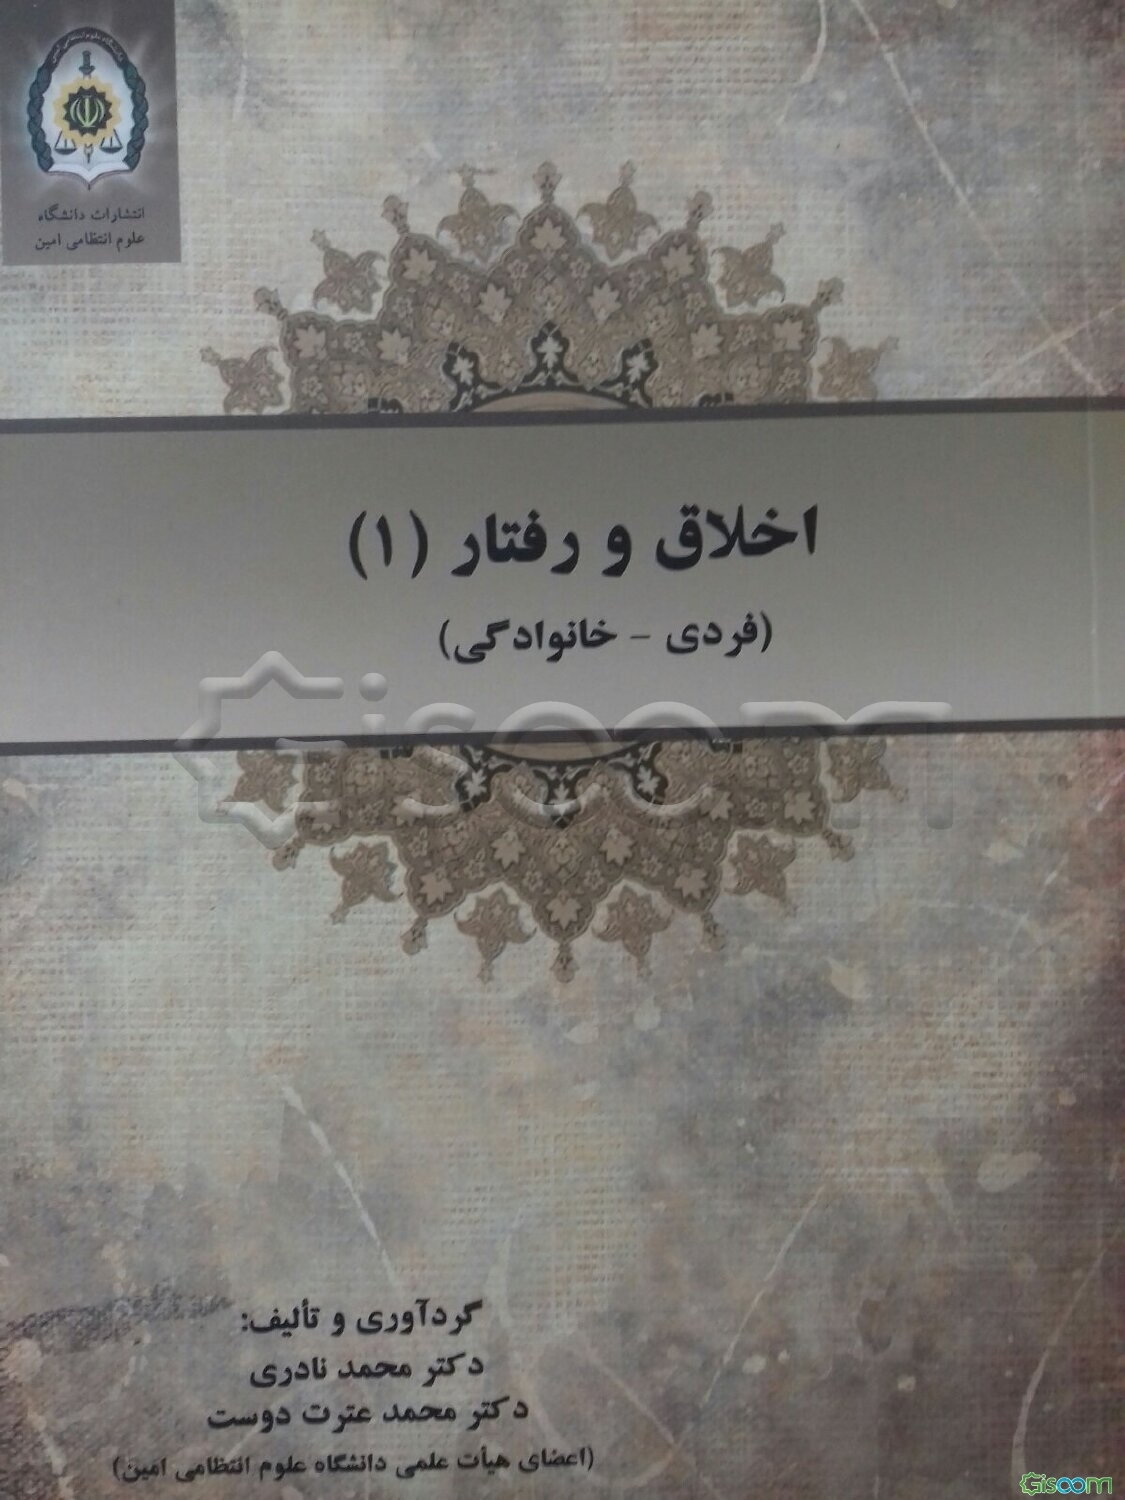 انتشارات دانشگاه
علوم انتظامی امین
اخلاق و رفتار (۱)
(فردی - خانوادگی)
Gisoom
گردآوری و تألیف:
دکتر محمد نادری
دکتر محمد عترت دوست
(اعضای هیأت علمی دانشگاه علوم انتظامی امین)
Gisoom